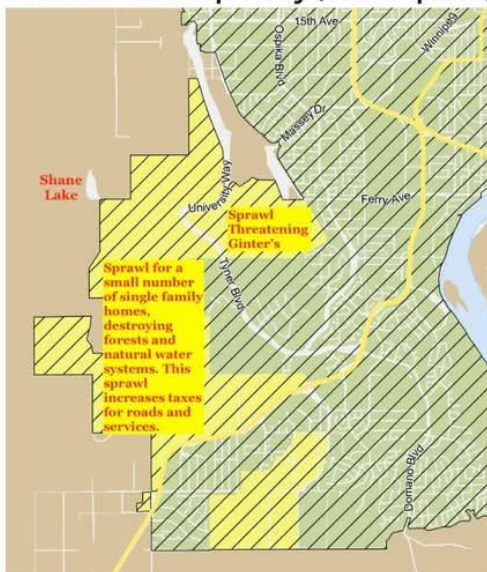 15th Ave
Ospika Blvd
Winnipeg
Massey Dr
University Way
Shane
Lake
Ferry Ave
Sprawl
Threatening
Ginter's
Tyner Blvd
Sprawl for a
small number
of single family
homes,
destroying
forests and
natural water
systems. This
sprawl
increases taxes
for roads and
services.
Domano Blvd